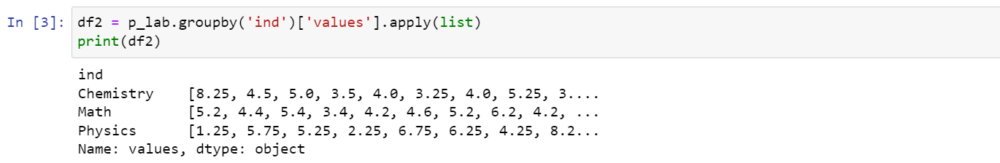 In [3]: df2 = p_lab.groupby('ind')['values'].apply(list)
print(df2)
ind
Chemistry    [8.25, 4.5, 5.0, 3.5, 4.0, 3.25, 4.0, 5.25, 3....
Math         [5.2, 4.4, 5.4, 3.4, 4.2, 4.6, 5.2, 6.2, 4.2, ...
Physics      [1.25, 5.75, 5.25, 2.25, 6.75, 6.25, 4.25, 8.2...
Name: values, dtype: object